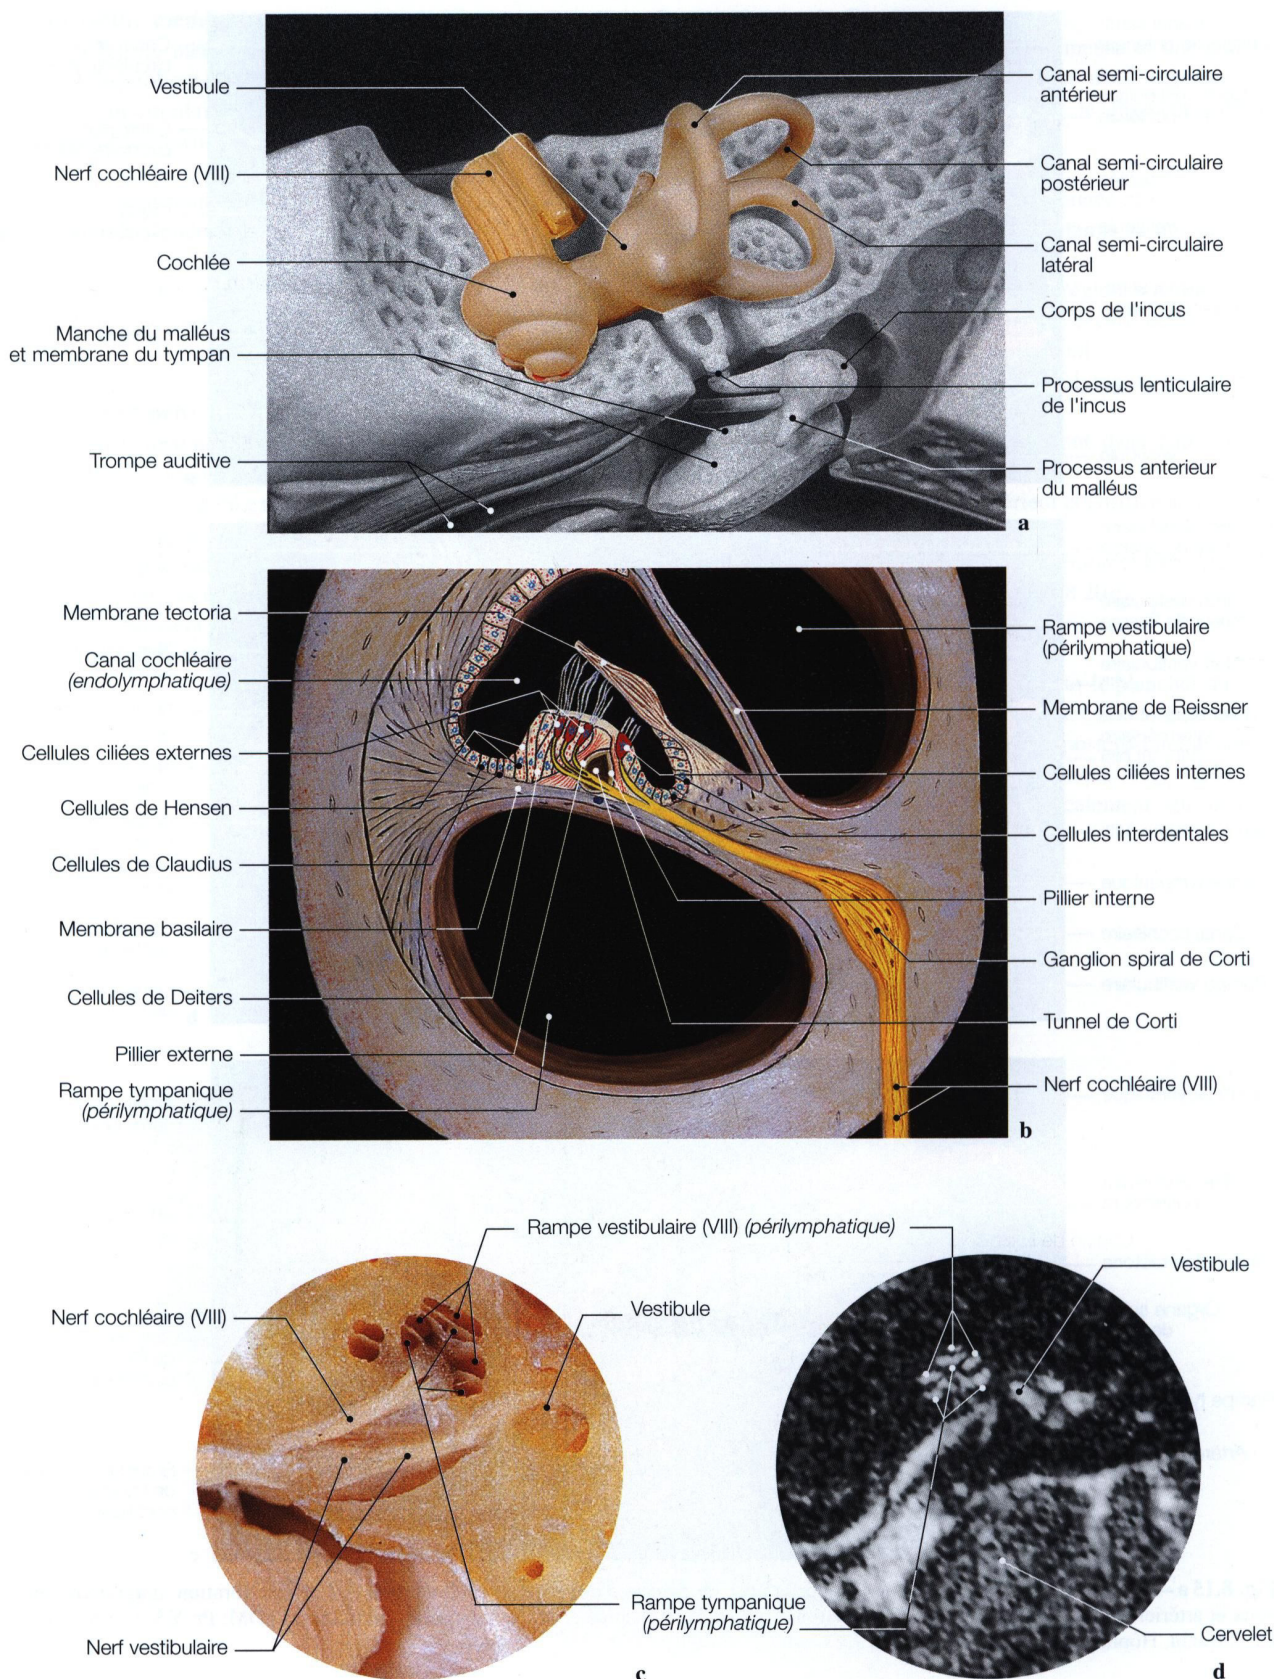 Vestibule
Nerf cochléaire (VIII)
Cochlée
Manche du malléus
et membrane du tympan
Trompe auditive
Canal semi-circulaire
antérieur
Canal semi-circulaire
postérieur
Canal semi-circulaire
latéral
Corps de l'incus
Processus lenticulaire
de l'incus
Processus anterieur
du malléus
a
Membrane tectoria
Canal cochléaire
(endolymphatique)
Cellules ciliées externes
Cellules de Hensen
Cellules de Claudius
Membrane basilaire
Cellules de Deiters
Pillier externe
Rampe tympanique
(périlymphatique)
Rampe vestibulaire
(périlymphatique)
Membrane de Reissner
Cellules ciliées internes
Cellules interdentales
Pillier interne
Ganglion spiral de Corti
Tunnel de Corti
Nerf cochléaire (VIII)
b
Rampe vestibulaire (VIII) (périlymphatique)
Nerf cochléaire (VIII)
Vestibule
Vestibule
Rampe tympanique
(périlymphatique)
Nerf vestibulaire
Cervelet
c
d